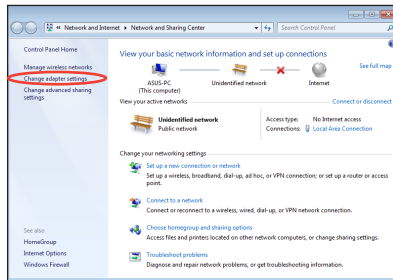 « Network and Internet ▸ Network and Sharing Center
Search Control Panel
Control Panel Home
Manage wireless networks
Change adapter settings
Change advanced sharing
settings
See also
HomeGroup
Internet Options
Windows Firewall
View your basic network information and set up connections
See full map
ASUS-PC
(This computer)
Unidentified network
Internet
View your active networks
Connect or disconnect
Unidentified network
Public network
Access type: No Internet access
Connections: Local Area Connection
Change your networking settings
Set up a new connection or network
Set up a wireless, broadband, dial-up, ad hoc, or VPN connection; or set up a router or access
point.
Connect to a network
Connect or reconnect to a wireless, wired, dial-up, or VPN network connection.
Choose homegroup and sharing options
Access files and printers located on other network computers, or change sharing settings.
Troubleshoot problems
Diagnose and repair network problems, or get troubleshooting information.